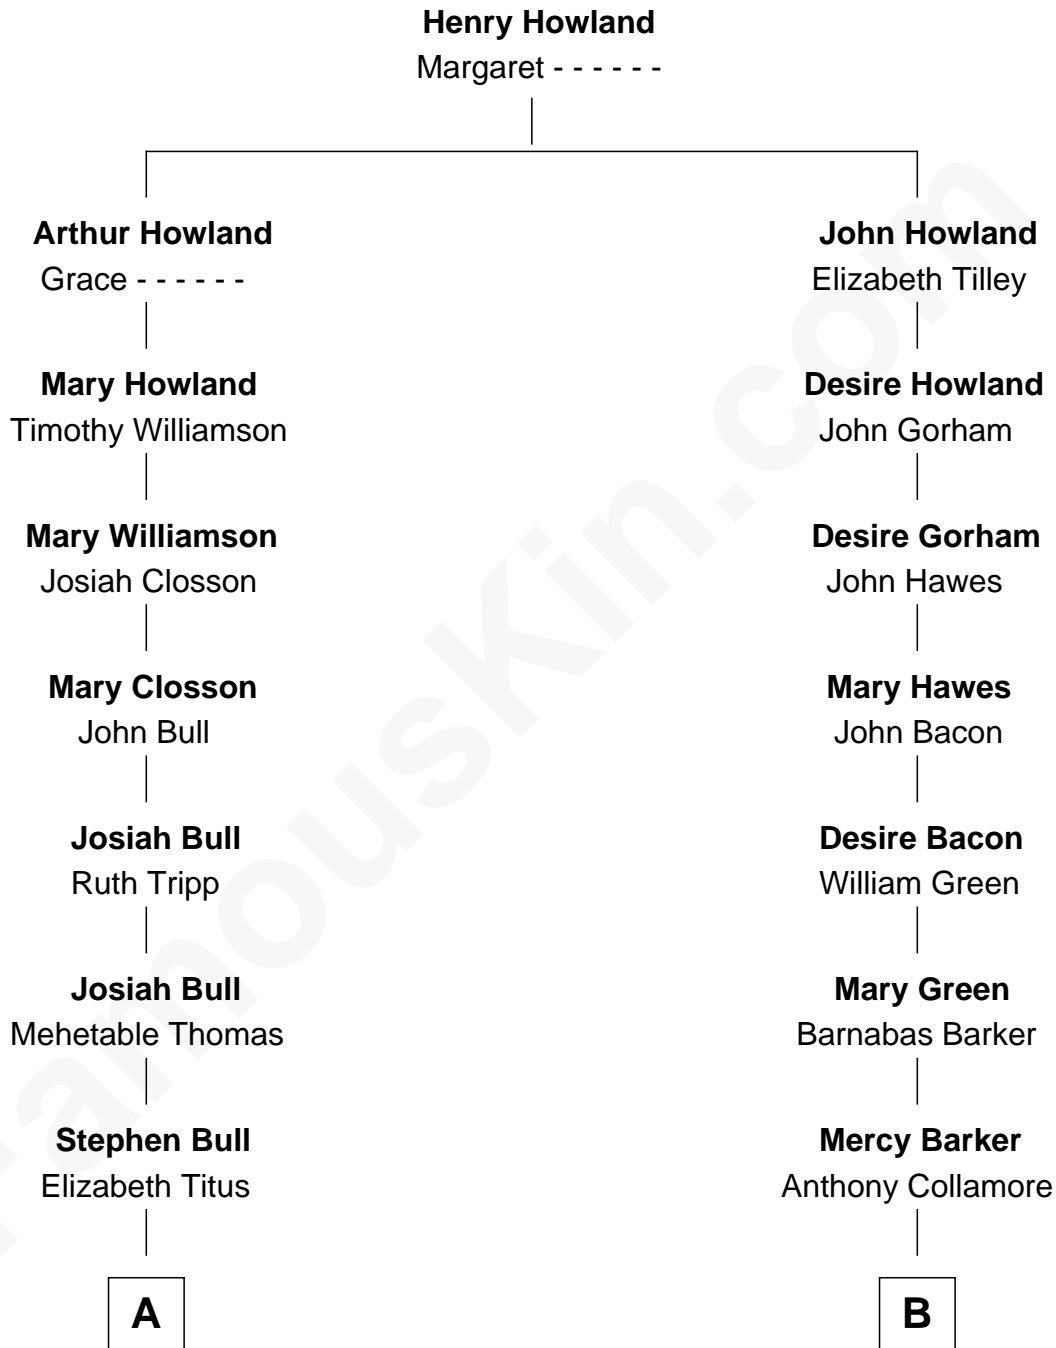 Henry Howland
Margaret - - - - - -
Arthur Howland
Grace - - - - - -
John Howland
Elizabeth Tilley
Mary Howland
Timothy Williamson
Desire Howland
John Gorham
Mary Williamson
Josiah Closson
Desire Gorham
John Hawes
Mary Closson
John Bull
Mary Hawes
John Bacon
Josiah Bull
Ruth Tripp
Desire Bacon
William Green
Josiah Bull
Mehetable Thomas
Mary Green
Barnabas Barker
Stephen Bull
Elizabeth Titus
Mercy Barker
Anthony Collamore
A
B
FamousKin.com